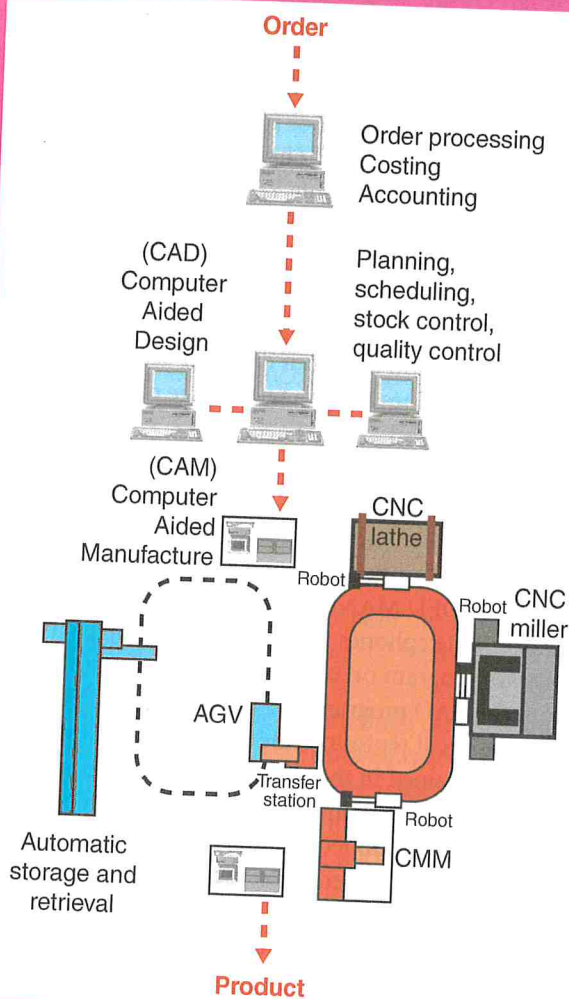 Order
Order processing
Costing
Accounting
(CAD)
Computer
Aided
Design
Planning,
scheduling,
stock control,
quality control
(CAM)
Computer
Aided
Manufacture
CNC
lathe
Robot
Robot
CNC
miller
AGV
Transfer
station
Robot
CMM
Automatic
storage and
retrieval
Product